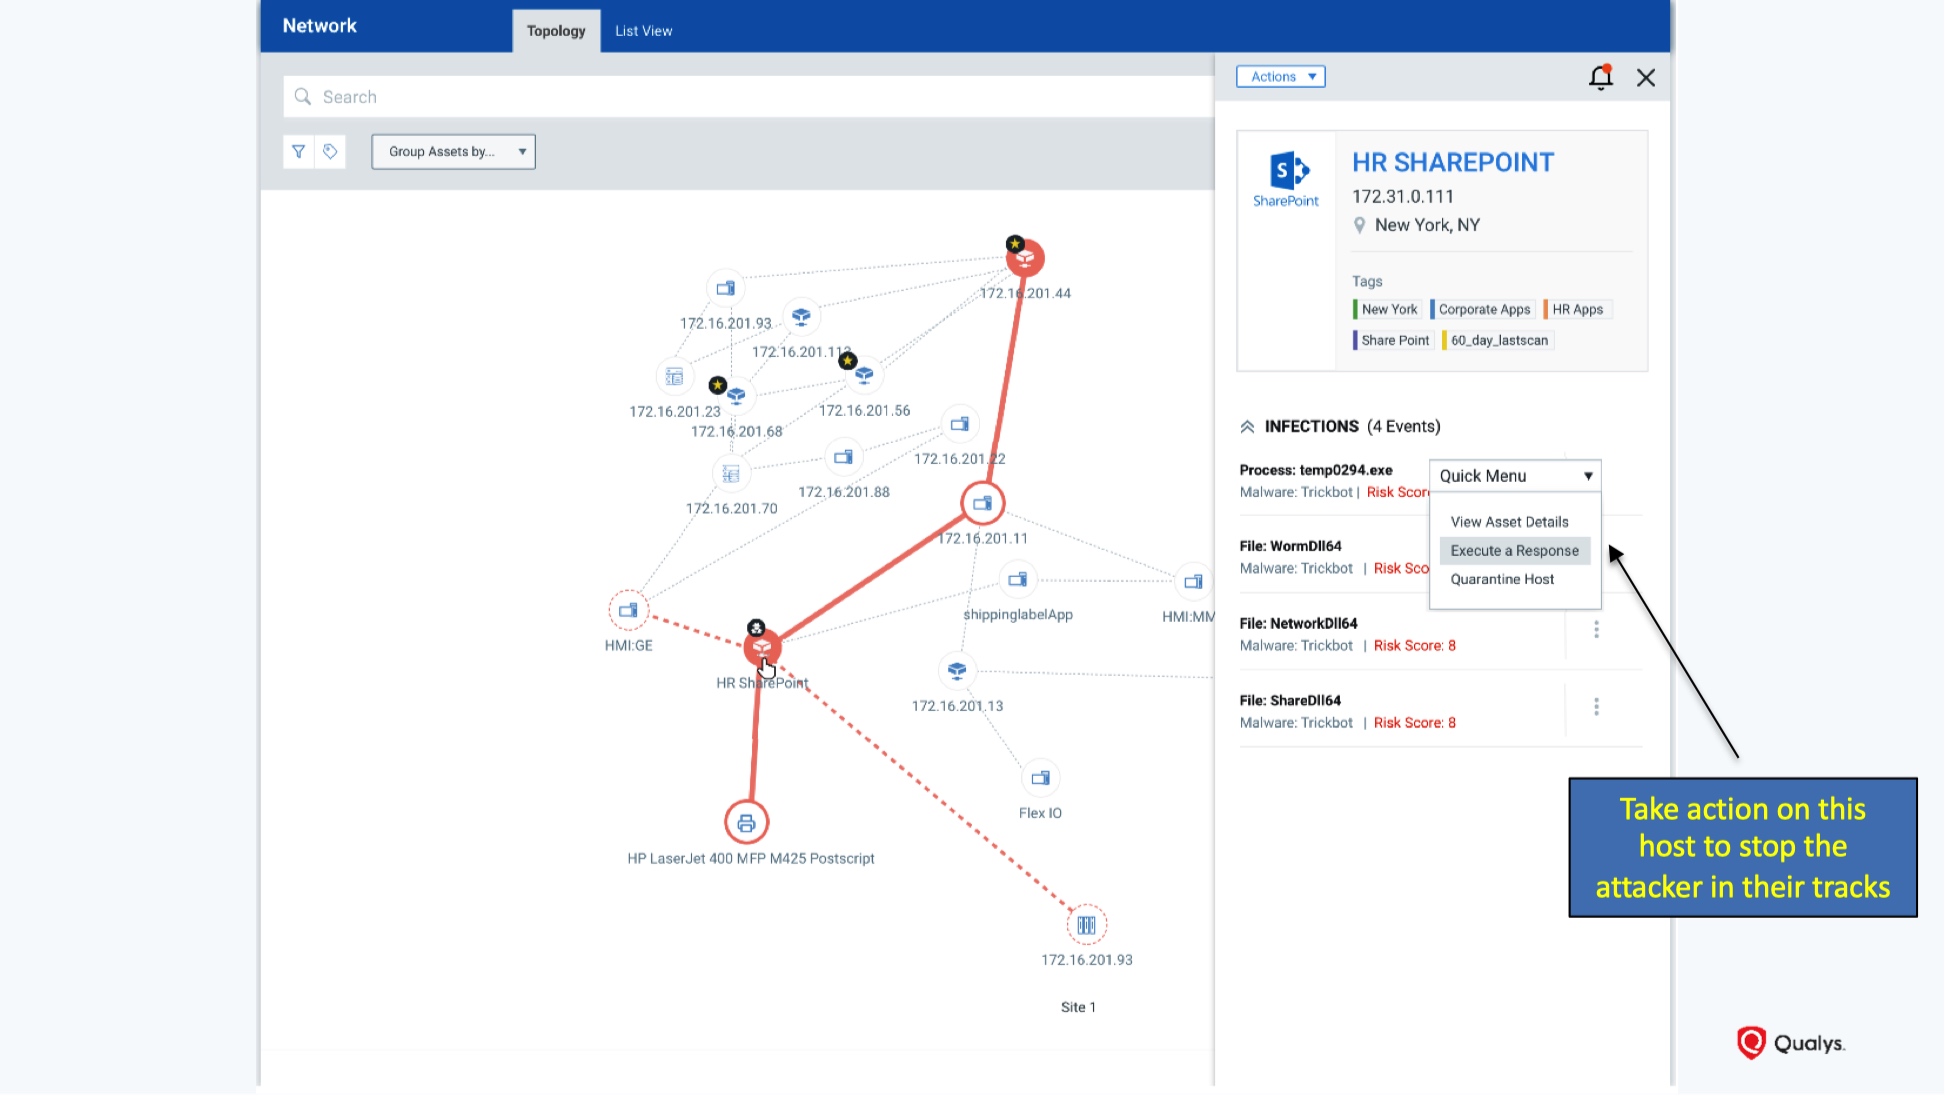 Network
Topology
List View
Search
Group Assets by...
Actions
SharePoint
HR SHAREPOINT
172.31.0.111
New York, NY
Tags
New York
Corporate Apps
HR Apps
Share Point
60_day_lastscan
INFECTIONS (4 Events)
Process: temp0294.exe
Malware: Trickbot | Risk Scor
File: WormDll64
Malware: Trickbot | Risk Sco
File: NetworkDll64
Malware: Trickbot | Risk Score: 8
File: ShareDll64
Malware: Trickbot | Risk Score: 8
Quick Menu
View Asset Details
Execute a Response
Quarantine Host
172.16.201.44
172.16.201.93
172.16.201.23
172.16.201.68
172.16.201.56
172.16.201.22
172.16.201.88
172.16.201.70
172.16.201.11
shippinglabelApp
HMI:MM
HMI:GE
HR SharePoint
172.16.201.13
Flex IO
HP LaserJet 400 MFP M425 Postscript
172.16.201.93
Site 1
Take action on this
host to stop the
attacker in their tracks
Qualys.